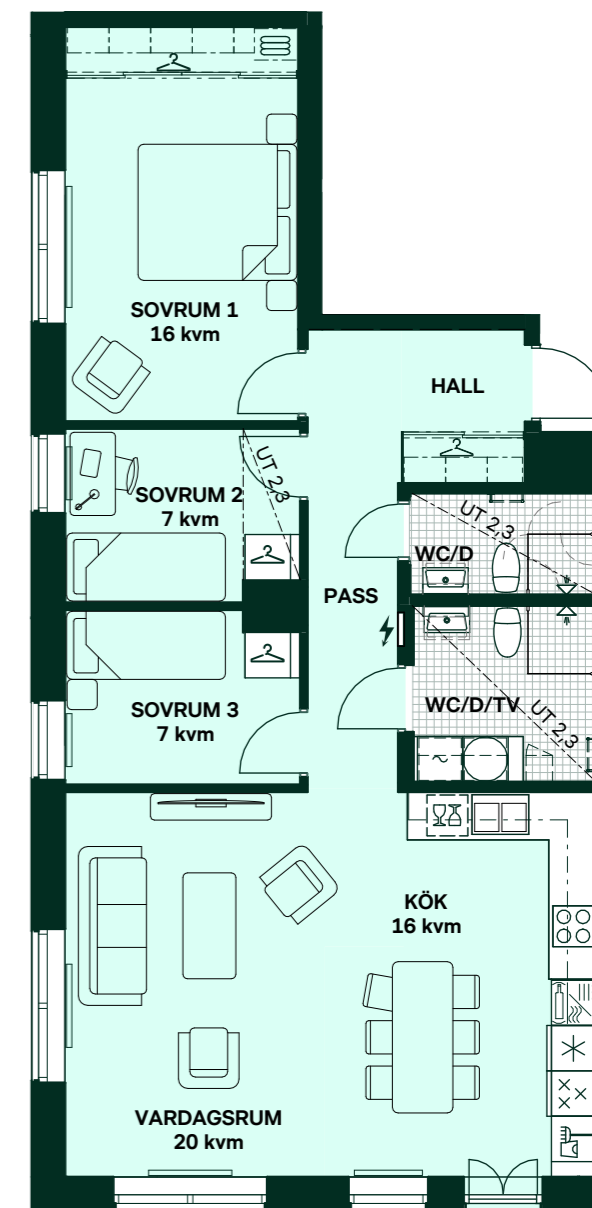 SOVRUM 1
16 kvm
HALL
SOVRUM 2
7 kvm
UT 2,3
UT 2,3
WC/D
PASS
SOVRUM 3
7 kvm
WC/D/TV
UT 2,3
KÖK
16 kvm
VARDAGSRUM
20 kvm